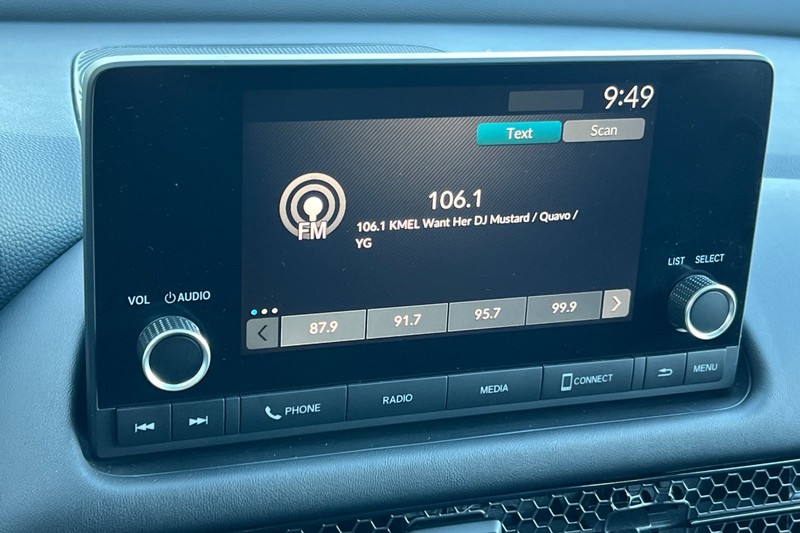 9:49
Text Scan
106.1
FM
106.1 KMEL Want Her DJ Mustard / Quavo /
YG
LIST SELECT
VOL AUDIO
87.9 91.7 95.7 99.9
PHONE RADIO MEDIA CONNECT MENU